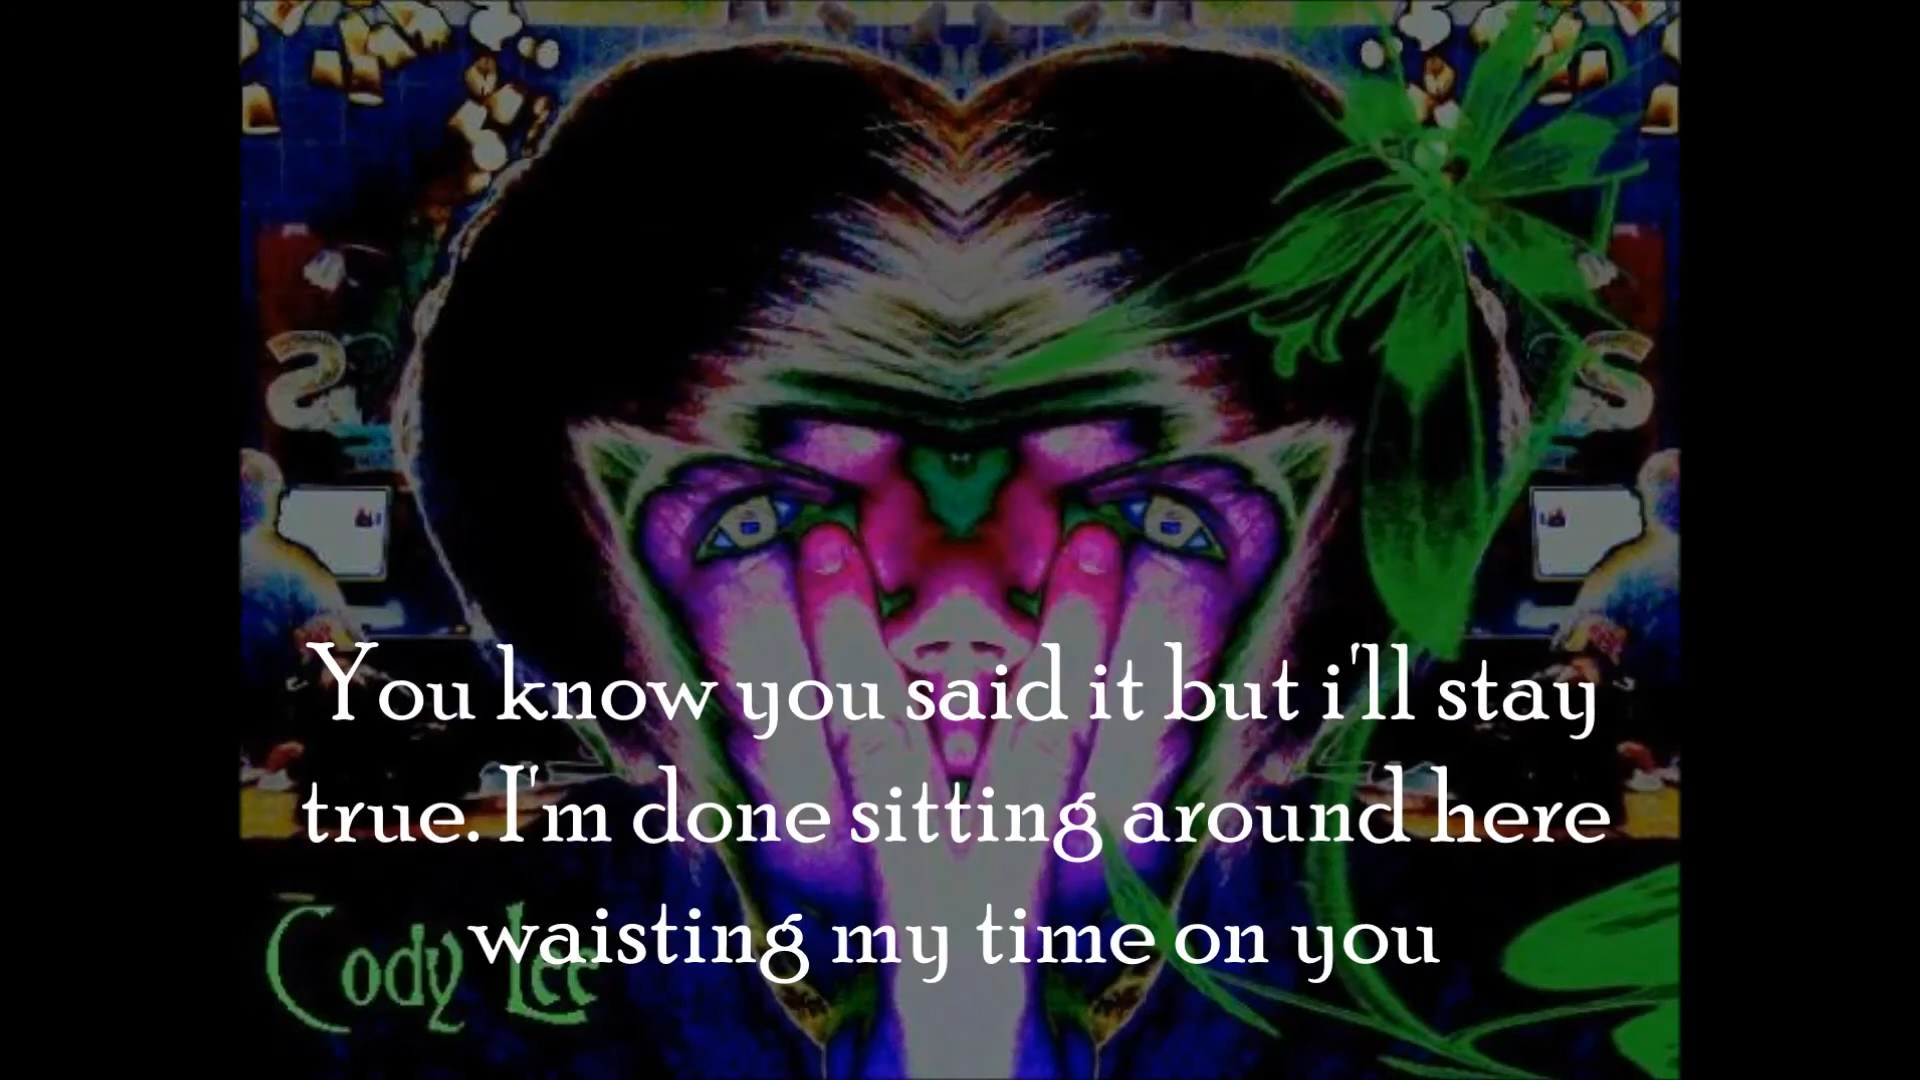 You know you said it but i'll stay
true. I'm done sitting around here
waisting my time on you
Cody Lee